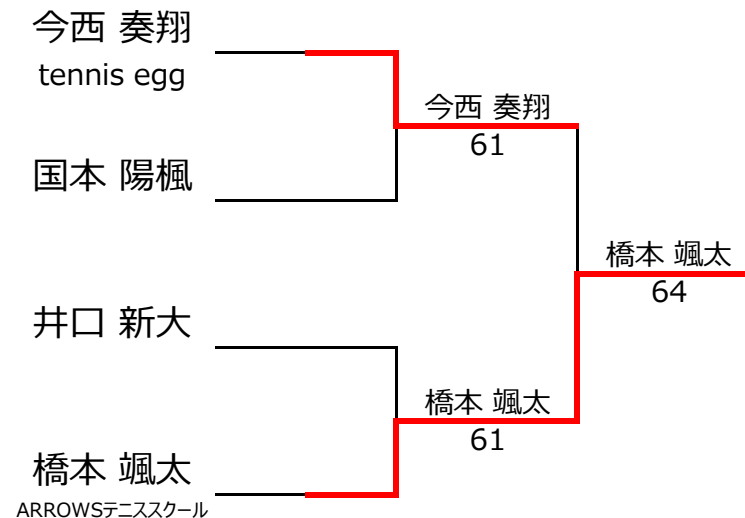 今西 奏翔
tennis egg
今西 奏翔
61
国本 陽楓
橋本 颯太
64
井口 新大
橋本 颯太
61
橋本 颯太
ARROWSテニススクール